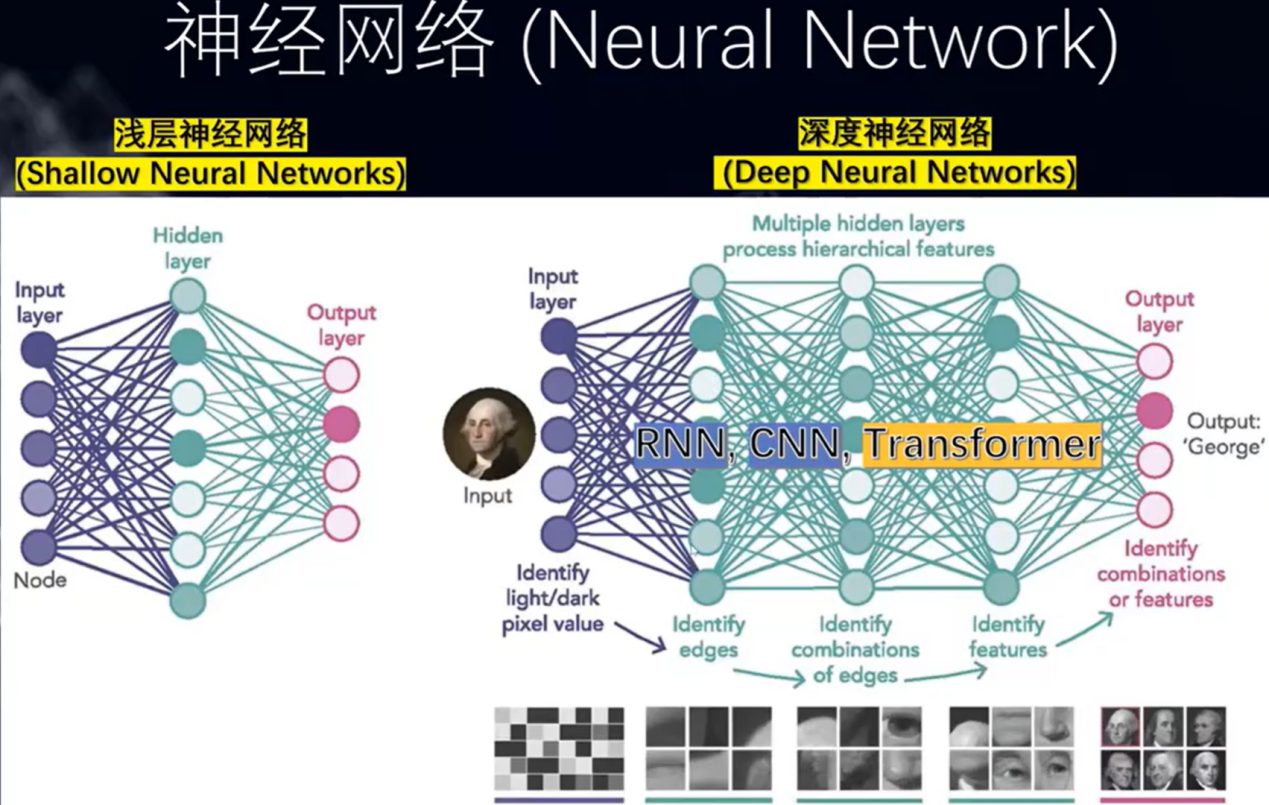 神经网络 (Neural Network)
浅层神经网络
(Shallow Neural Networks)
Hidden
layer
Input
layer
Output
layer
Node
深度神经网络
(Deep Neural Networks)
Multiple hidden layers
process hierarchical features
Input
layer
Output
layer
Input
RNN, CNN, Transformer
Output:
‘George’
Identify
light/dark
pixel value
Identify
edges
Identify
combinations
of edges
Identify
features
Identify
combinations
or features